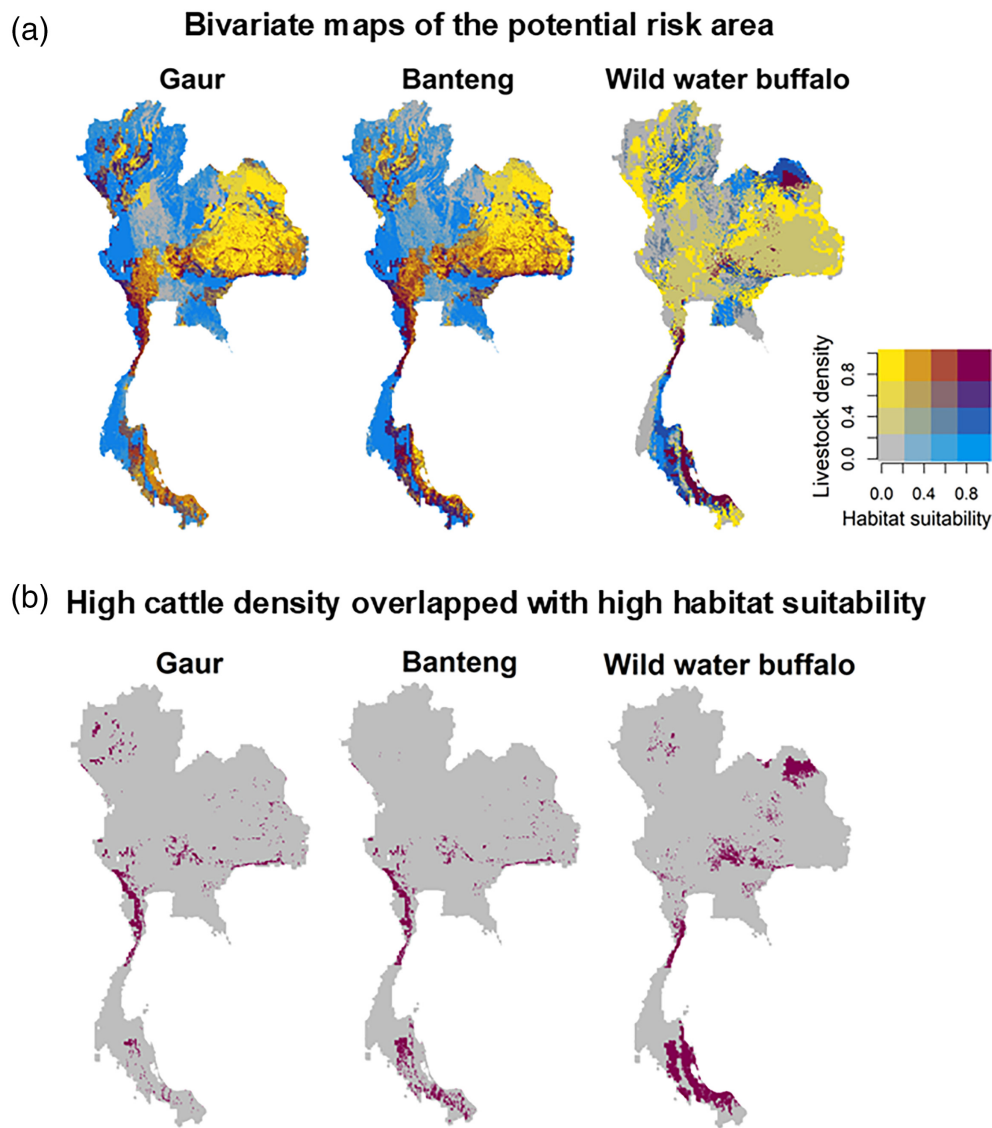 (a)
Bivariate maps of the potential risk area
Gaur
Banteng
Wild water buffalo
Livestock density
0.8
0.4
0.0
0.0 0.4 0.8
Habitat suitability
(b)
High cattle density overlapped with high habitat suitability
Gaur
Banteng
Wild water buffalo